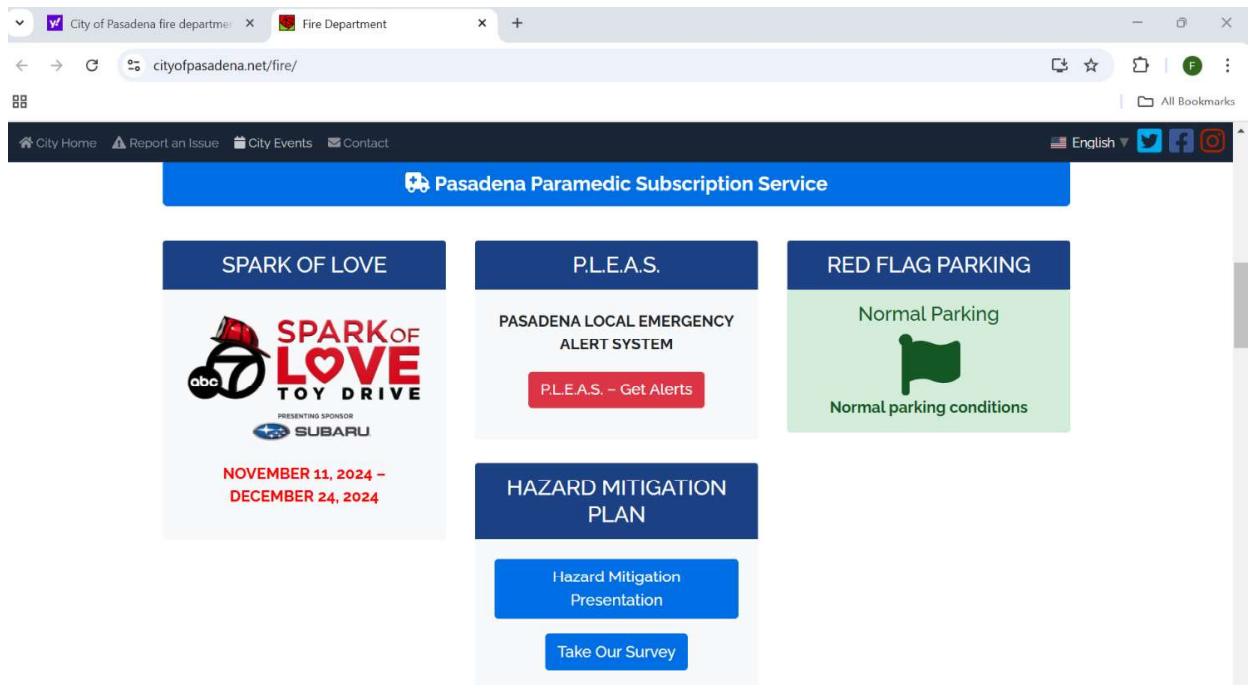 City of Pasadena fire departmen
Fire Department
cityofpasadena.net/fire/
F
All Bookmarks
City Home Report an Issue City Events Contact
English
Pasadena Paramedic Subscription Service
SPARK OF LOVE
abc 7
SPARK OF
LOVE
TOY DRIVE
PRESENTING SPONSOR
SUBARU
NOVEMBER 11, 2024 –
DECEMBER 24, 2024
P.L.E.A.S.
PASADENA LOCAL EMERGENCY
ALERT SYSTEM
P.L.E.A.S. – Get Alerts
HAZARD MITIGATION
PLAN
Hazard Mitigation
Presentation
Take Our Survey
RED FLAG PARKING
Normal Parking
Normal parking conditions